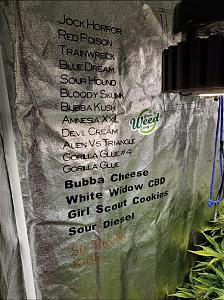 Jock Horror
Red Poison
Trainwreck
Blue Dream
Sour Hound
Bloody Skunk
Bubba Kush
Amnesia XXL
Devil Cream
Alien Vs Triangle
Gorilla Glue #4
Gorilla Glue
Bubba Cheese
White Widow CBD
Girl Scout Cookies
Sour Diesel
Weed